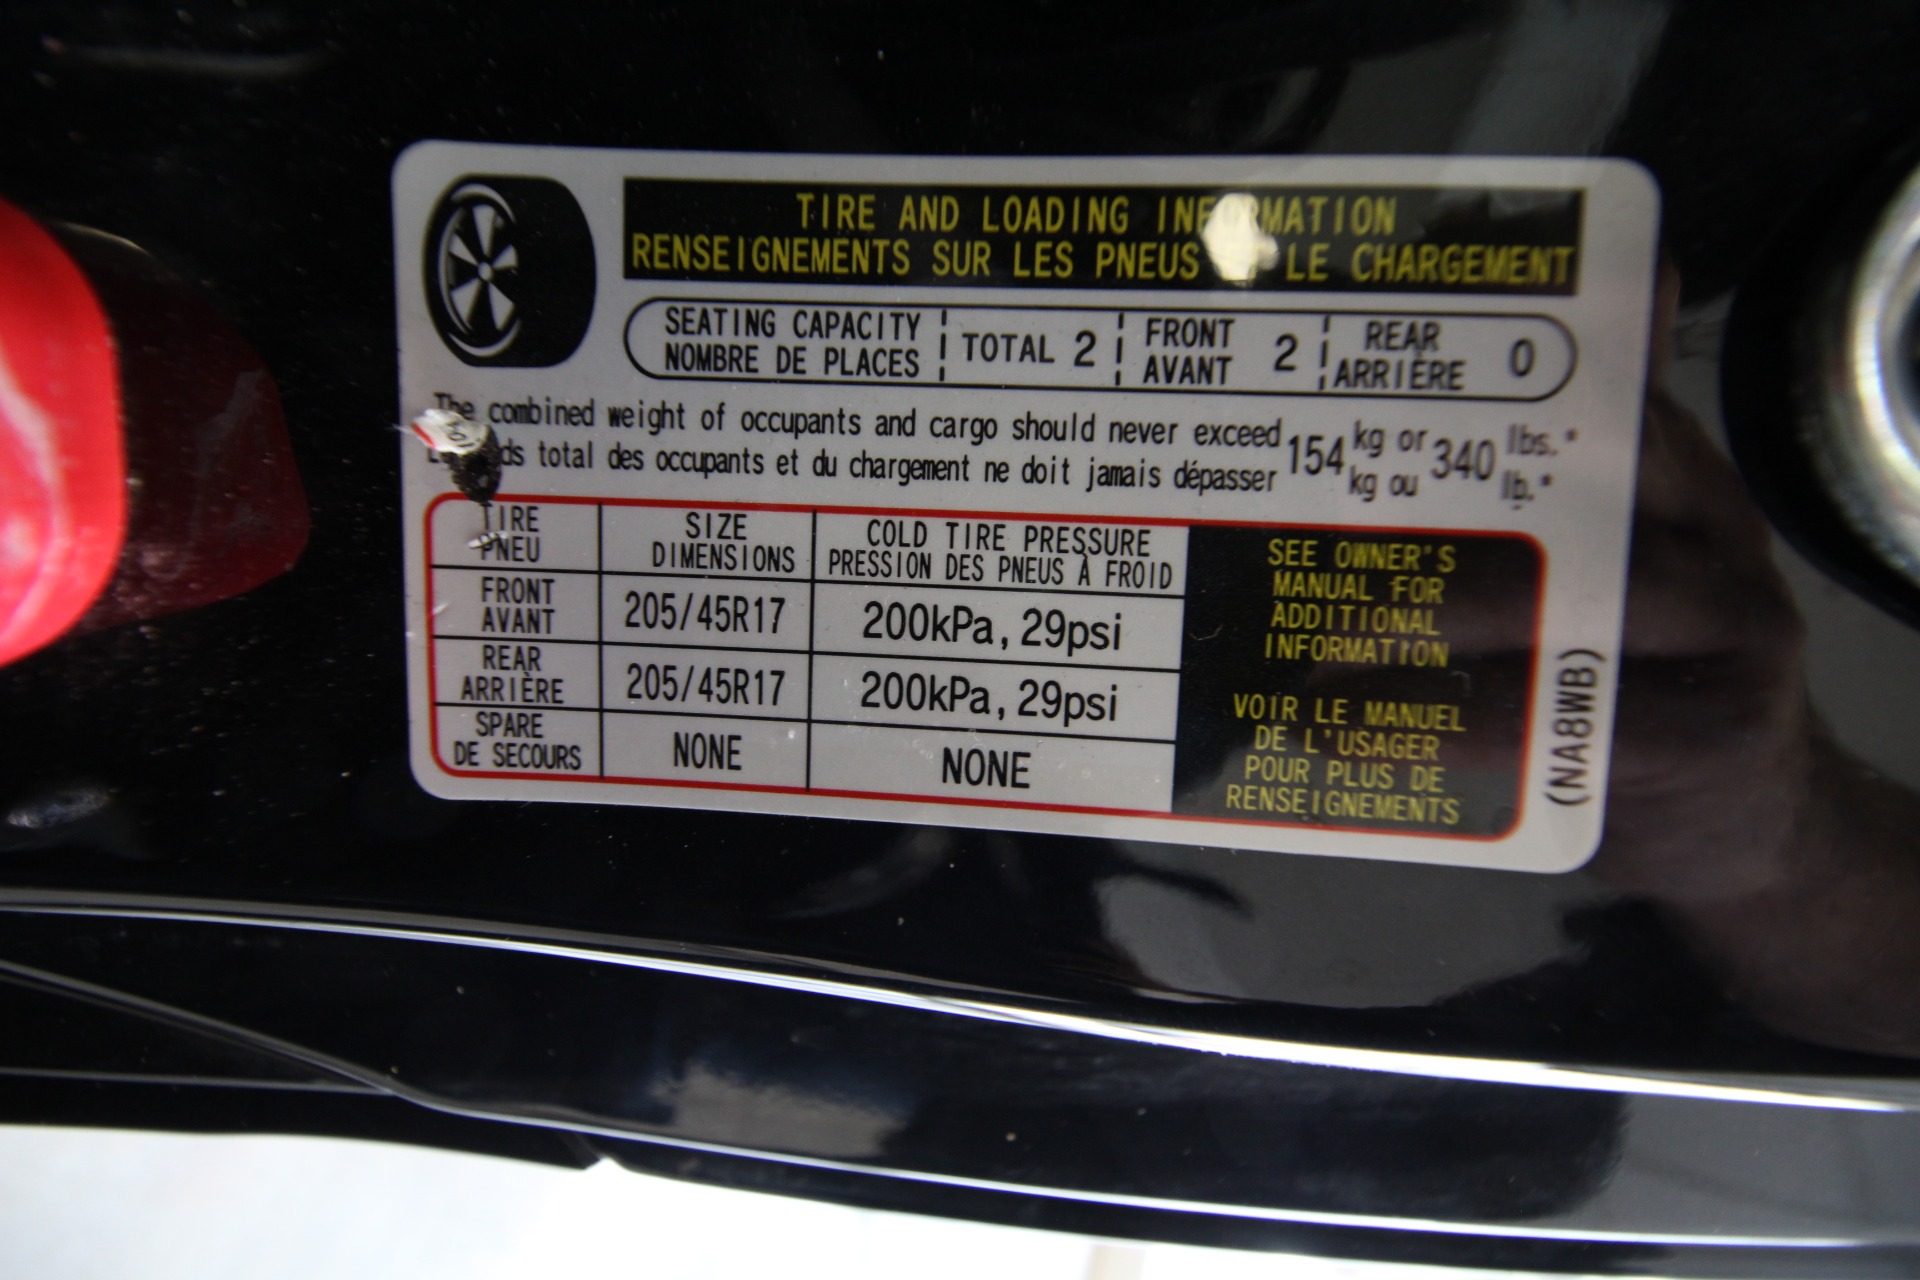 TIRE AND LOADING INFORMATION
RENSEIGNEMENTS SUR LES PNEUS LE CHARGEMENT
SEATING CAPACITY
NOMBRE DE PLACES
TOTAL 2
FRONT
AVANT
2
REAR
ARRIÈRE
0
The combined weight of occupants and cargo should never exceed 154 kg or 340 lbs.*
total des occupants et du chargement ne doit jamais dépasser kg ou lb.*
TIRE
PNEU
SIZE
DIMENSIONS
COLD TIRE PRESSURE
PRESSION DES PNEUS À FROID
FRONT
AVANT
205/45R17
200kPa, 29psi
REAR
ARRIÈRE
205/45R17
200kPa, 29psi
SPARE
DE SECOURS
NONE
NONE
SEE OWNER'S
MANUAL FOR
ADDITIONAL
INFORMATION
VOIR LE MANUEL
DE L'USAGER
POUR PLUS DE
RENSEIGNEMENTS
(NA8WB)